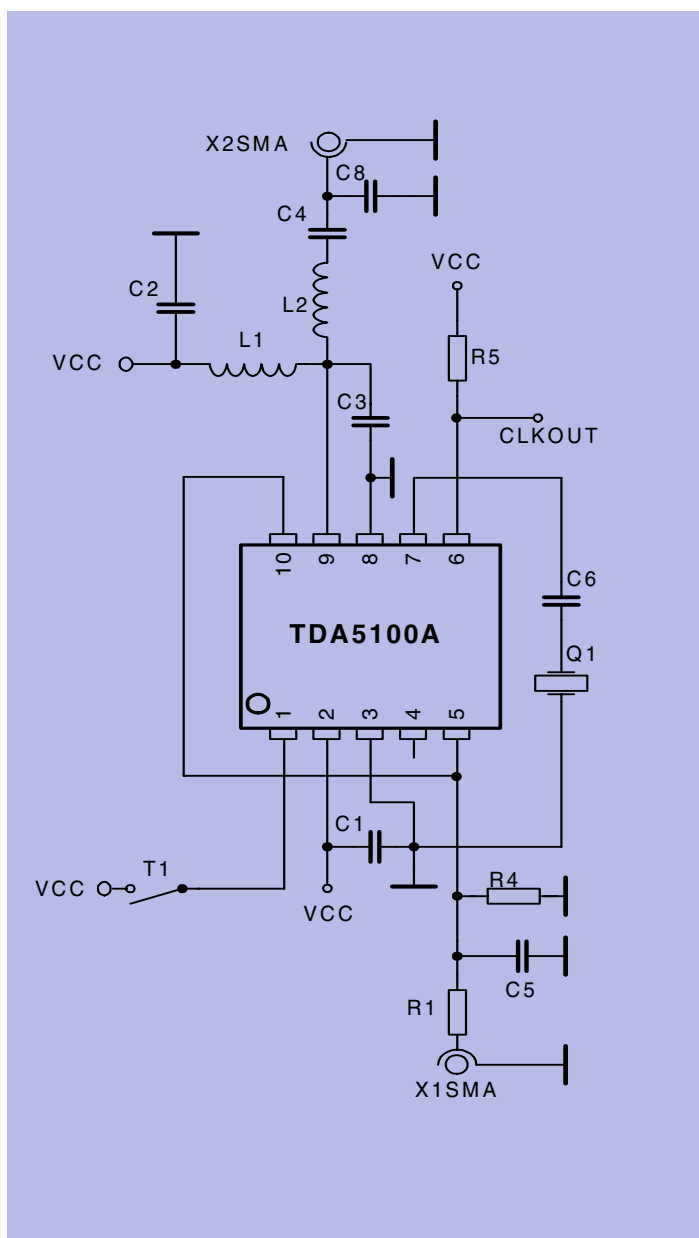 X2SMA
C8
C4
VCC
C2
L2
L1
R5
VCC
C3
CLKOUT
10
9
8
7
6
C6
TDA5100A
Q1
1
2
3
4
5
C1
T1
R4
VCC
VCC
C5
R1
X1SMA